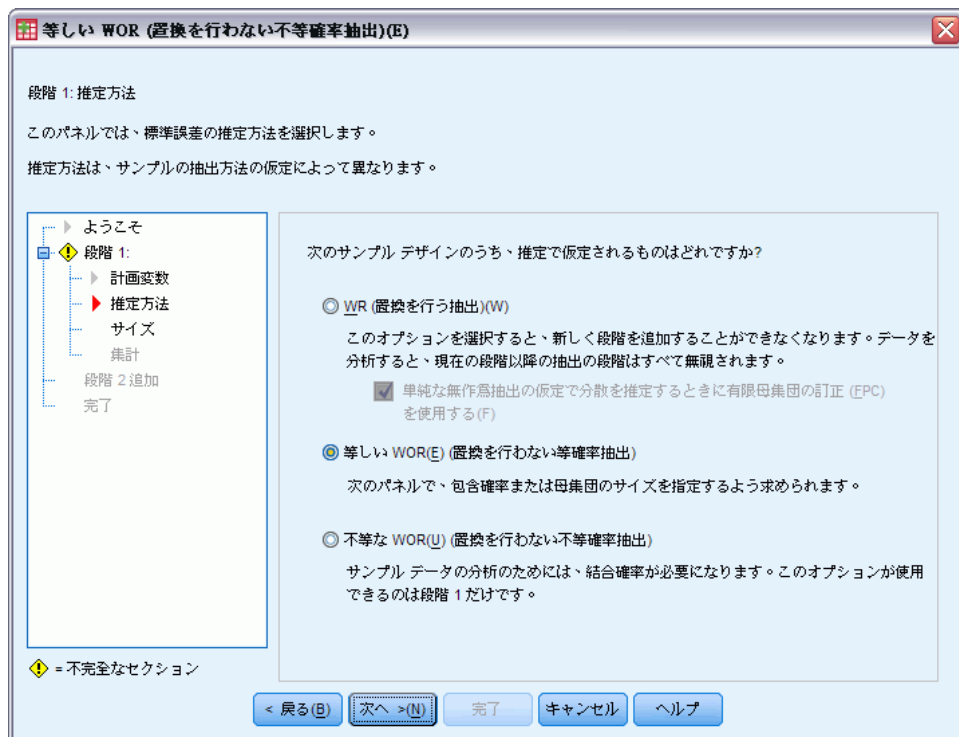 等しい WOR (置換を行わない不等確率抽出)(E)
段階 1: 推定方法
このパネルでは、標準誤差の推定方法を選択します。
推定方法は、サンプルの抽出方法の仮定によって異なります。
ようこそ
段階 1:
計画変数
推定方法
サイズ
集計
段階 2 追加
完了
次のサンプル デザインのうち、推定で仮定されるものはどれですか?
WR (置換を行う抽出)(W)
このオプションを選択すると、新しく段階を追加することができなくなります。データを
分析すると、現在の段階以降の抽出の段階はすべて無視されます。
単純な無作爲抽出の仮定で分散を推定するときに有限母集団の訂正 (FPC)
を使用する(F)
等しい WOR(E) (置換を行わない等確率抽出)
次のパネルで、包含確率または母集団のサイズを指定するよう求められます。
不等な WOR(U) (置換を行わない不等確率抽出)
サンプル データの分析のためには、結合確率が必要になります。このオプションが使用
できるのは段階 1 だけです。
= 不完全なセクション
< 戻る(B) 次へ >(N) 完了 キャンセル ヘルプ